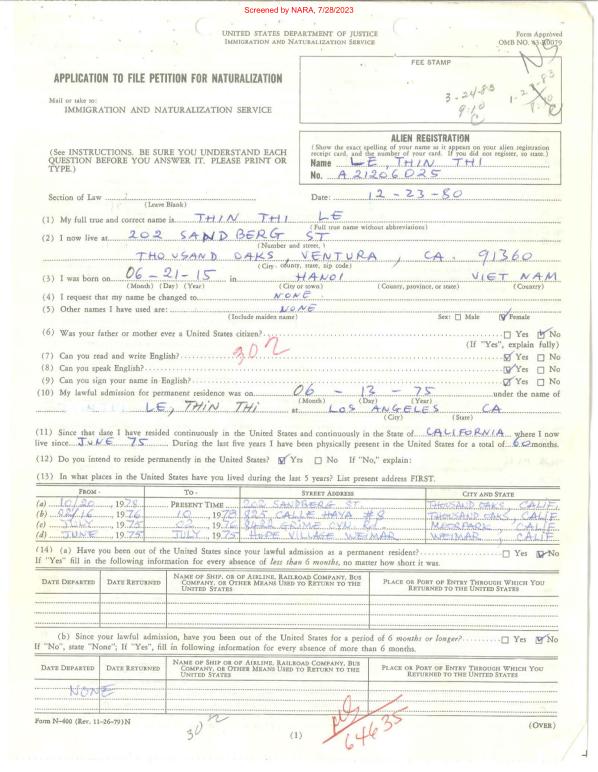 Screened by NARA, 7/28/2023
UNITED STATES DEPARTMENT OF JUSTICE
IMMIGRATION AND NATURALIZATION SERVICE
Form Approved
OMB NO. 43-R0079
APPLICATION TO FILE PETITION FOR NATURALIZATION
FEE STAMP
3-24-83
9:10
C
Mail or take to:
IMMIGRATION AND NATURALIZATION SERVICE
ALIEN REGISTRATION
(Show the exact spelling of your name as it appears on your alien registration receipt card, and the number of your card. If you did not register, so state.)
Name LE, THIN THI
No. A21206025
(See INSTRUCTIONS. BE SURE YOU UNDERSTAND EACH
QUESTION BEFORE YOU ANSWER IT. PLEASE PRINT OR
TYPE.)
Section of Law
(Leave Blank)
Date: 12-23-80
(1) My full true and correct name is THIN THI LE
(Full true name without abbreviations)
(2) I now live at 202 SANDBERG ST
(Number and street,)
THOUSAND OAKS, VENTURA, CA. 91360
(City, county, state, zip code)
(3) I was born on 06-21-15 in HANOI VIET NAM
(Month) (Day) (Year) (City or town) (County, province, or state) (Country)
(4) I request that my name be changed to NONE
(5) Other names I have used are: NONE
(Include maiden name) Sex: Male Female
(6) Was your father or mother ever a United States citizen? Yes No
(If "Yes", explain fully)
302
(7) Can you read and write English? Yes No
(8) Can you speak English? Yes No
(9) Can you sign your name in English? Yes No
(10) My lawful admission for permanent residence was on 06 - 13 - 75 under the name of
(Month) (Day) (Year)
LE, THIN THI at LOS ANGELES CA
(City) (State)
(11) Since that date I have resided continuously in the United States and continuously in the State of CALIFORNIA where I now
live since JUNE 75 During the last five years I have been physically present in the United States for a total of 60 months.
(12) Do you intend to reside permanently in the United States? Yes No If "No," explain:
(13) In what places in the United States have you lived during the last 5 years? List present address FIRST.
FROM - TO - STREET ADDRESS CITY AND STATE
(a) 10/20, 1978 PRESENT TIME 202 SANDBERG ST. THOUSAND OAKS, CALIF.
(b) 02/16, 1976 10, 1978 825 CALLE HAYA #8 THOUSAND OAKS, CALIF
(c) JULY, 1975 02, 1976 GRIME CYN. Rd. MOORPARK, CALIF
(d) JUNE, 1975 JULY, 1975 HOPE VILLAGE WEIMAR WEIMAR, CALIF
(14) (a) Have you been out of the United States since your lawful admission as a permanent resident? Yes No
If "Yes" fill in the following information for every absence of less than 6 months, no matter how short it was.
DATE DEPARTED DATE RETURNED NAME OF SHIP, OR OF AIRLINE, RAILROAD COMPANY, BUS COMPANY, OR OTHER MEANS USED TO RETURN TO THE UNITED STATES PLACE OR PORT OF ENTRY THROUGH WHICH YOU RETURNED TO THE UNITED STATES
(b) Since your lawful admission, have you been out of the United States for a period of 6 months or longer? Yes No
If "No", state "None"; If "Yes", fill in following information for every absence of more than 6 months.
DATE DEPARTED DATE RETURNED NAME OF SHIP OR OF AIRLINE, RAILROAD COMPANY, BUS COMPANY, OR OTHER MEANS USED TO RETURN TO THE UNITED STATES PLACE OR PORT OF ENTRY THROUGH WHICH YOU RETURNED TO THE UNITED STATES
NONE
Form N-400 (Rev. 11-26-79)N
302
(1)
64635
(OVER)